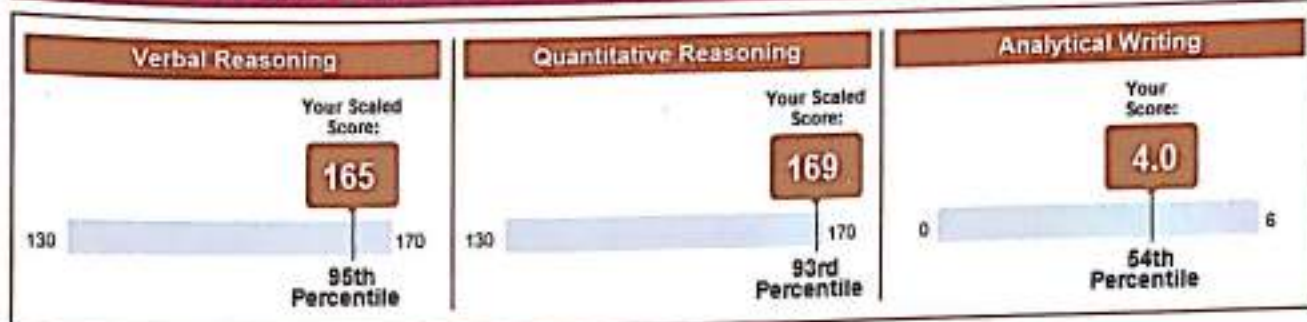 Verbal Reasoning
Your Scaled
Score:
165
130
170
95th
Percentile
Quantitative Reasoning
Your Scaled
Score:
169
130
170
93rd
Percentile
Analytical Writing
Your
Score:
4.0
0
6
54th
Percentile